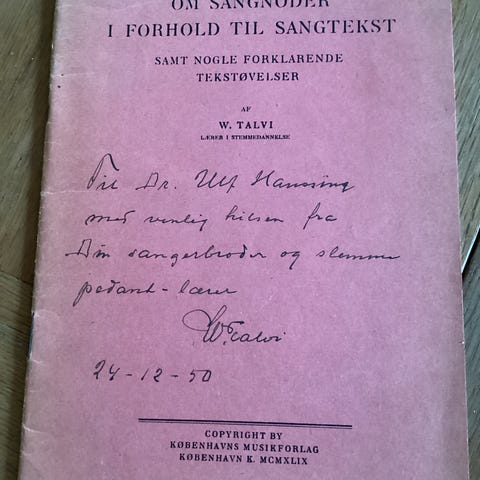 OM SANGNODER
I FORHOLD TIL SANGTEKST
SAMT NOGLE FORKLARENDE
TEKSTØVELSER
AF
W. TALVI
LÆRER I STEMMEDANNELSE
Til Dr. Ulf Hanssing
med venlig hilsen fra
Din sangerbroder og slemme
pedant-lærer
W. Talvi
24-12-50
COPYRIGHT BY
KØBENHAVNS MUSIKFORLAG
KØBENHAVN K. MCMXLIX